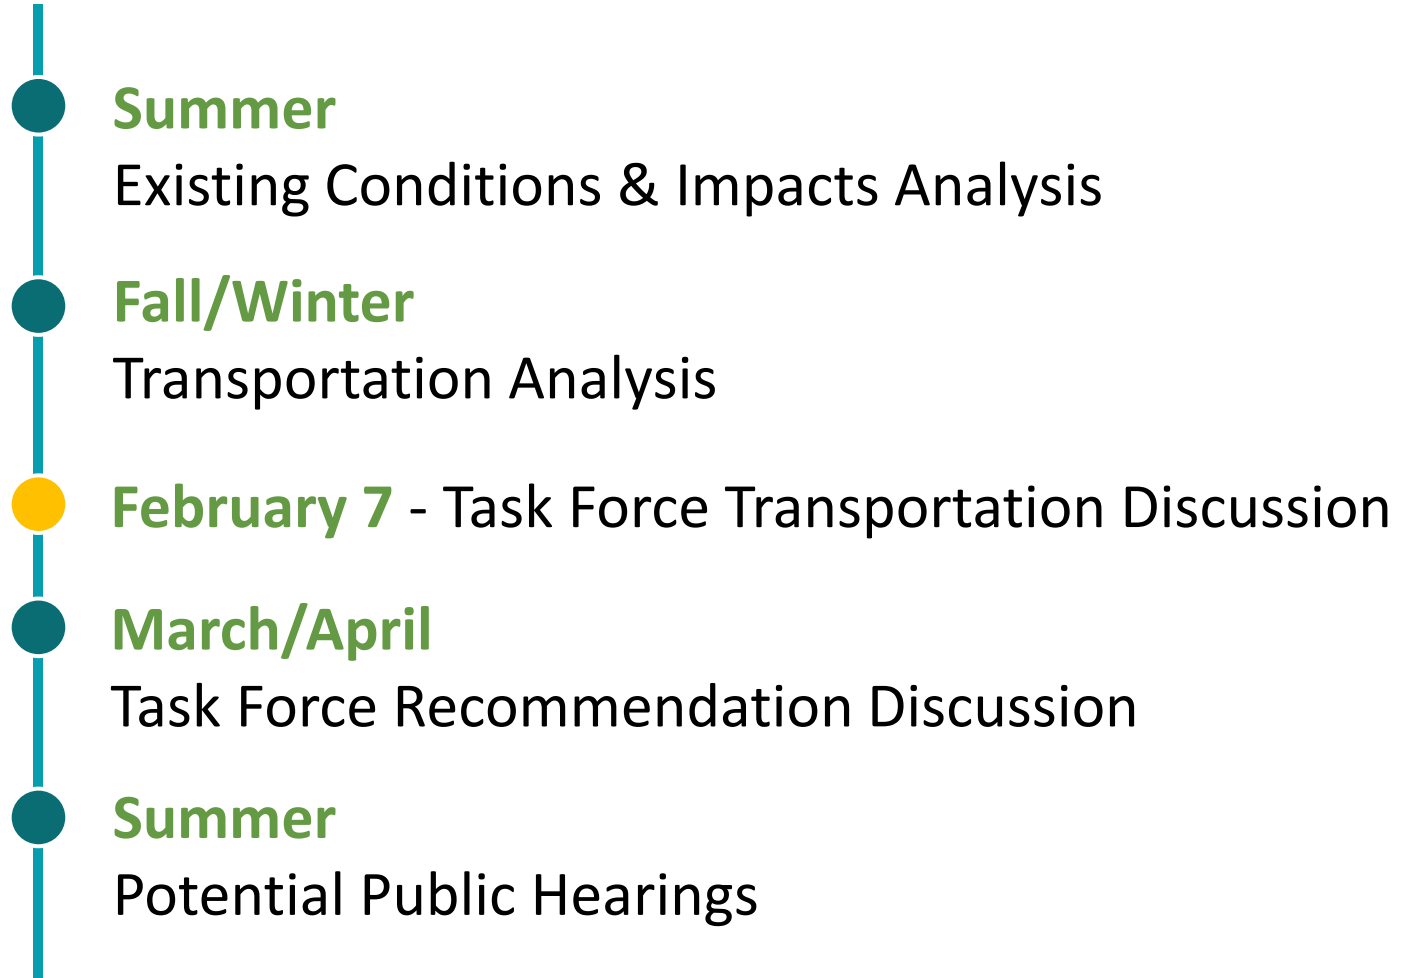 Summer
Existing Conditions & Impacts Analysis
Fall/Winter
Transportation Analysis
February 7 - Task Force Transportation Discussion
March/April
Task Force Recommendation Discussion
Summer
Potential Public Hearings